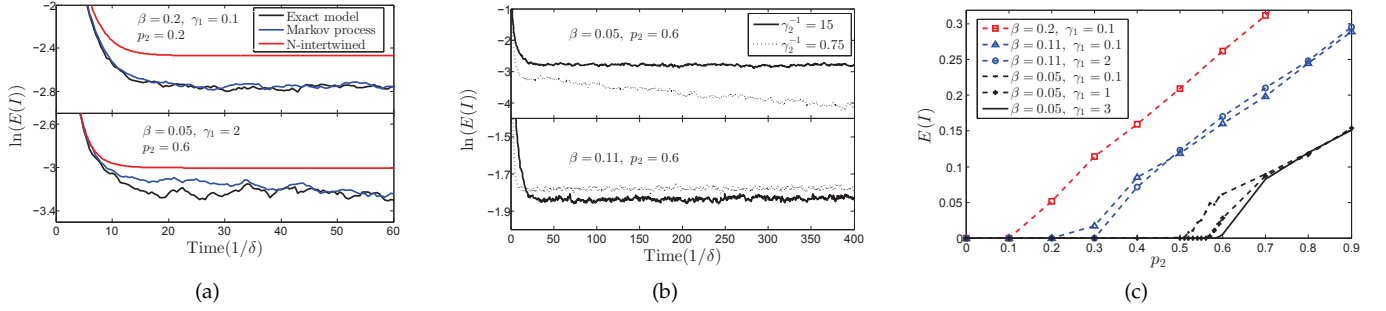 β = 0.2, γ₁ = 0.1
p₂ = 0.2
Exact model
Markov process
N-intertwined
-2
-2.4
-2.8
ln(E(I))
β = 0.05, γ₁ = 2
p₂ = 0.6
-2.6
-3
-3.4
0 10 20 30 40 50 60
Time(1/δ)
(a)
-1
-2
-3
-4
β = 0.05, p₂ = 0.6
γ₂⁻¹ = 15
γ₂⁻¹ = 0.75
ln(E(I))
β = 0.11, p₂ = 0.6
-1.5
-1.7
-1.9
0 50 100 150 200 250 300 350 400
Time(1/δ)
(b)
0.3
0.25
0.2
0.15
0.1
0.05
0
E(I)
β = 0.2, γ₁ = 0.1
β = 0.11, γ₁ = 0.1
β = 0.11, γ₁ = 2
β = 0.05, γ₁ = 0.1
β = 0.05, γ₁ = 1
β = 0.05, γ₁ = 3
0 0.1 0.2 0.3 0.4 0.5 0.6 0.7 0.8 0.9
p₂
(c)